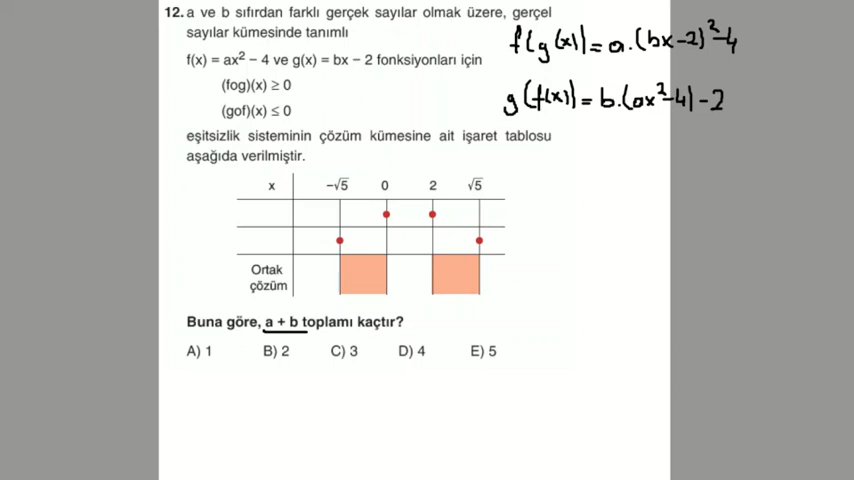 12. a ve b sıfırdan farklı gerçek sayılar olmak üzere, gerçel
sayılar kümesinde tanımlı
f(x) = ax² – 4 ve g(x) = bx – 2 fonksiyonları için
(fog)(x) ≥ 0
(gof)(x) ≤ 0
eşitsizlik sisteminin çözüm kümesine ait işaret tablosu
aşağıda verilmiştir.
x –√5 0 2 √5
Ortak
çözüm
Buna göre, a + b toplamı kaçtır?
A) 1 B) 2 C) 3 D) 4 E) 5
f(g(x)) = a.(bx-2)²-4
g(f(x)) = b.(ax²-4)-2